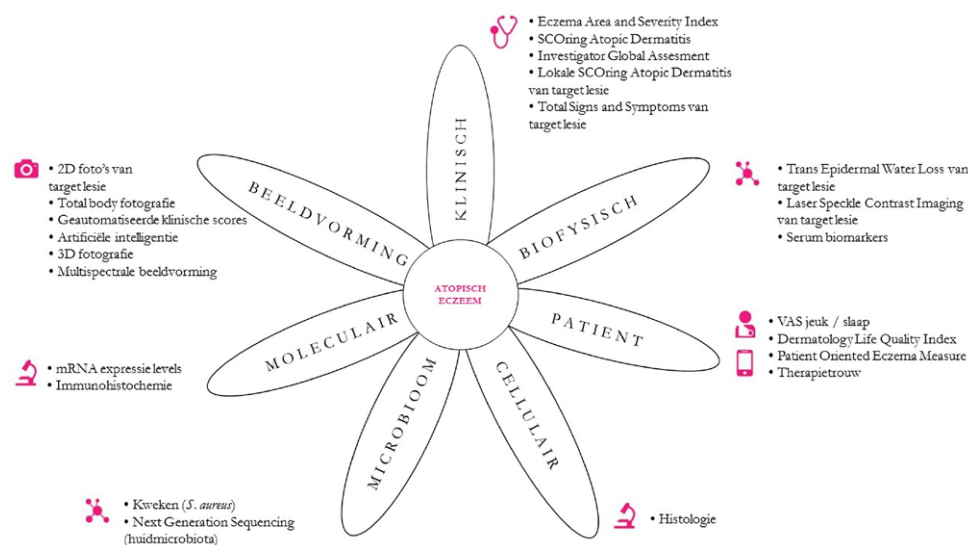 • Eczema Area and Severity Index
• SCOring Atopic Dermatitis
• Investigator Global Assesment
• Lokale SCOring Atopic Dermatitis
van target lesie
• Total Signs and Symptoms van
target lesie
KLINISCH
• 2D foto's van
target lesie
• Total body fotografie
• Geautomatiseerde klinische scores
• Artificiële intelligentie
• 3D fotografie
• Multispectrale beeldvorming
BEELDVORMING
BIOFYSISCH
• Trans Epidermal Water Loss van
target lesie
• Laser Speckle Contrast Imaging
van target lesie
• Serum biomarkers
ATOPISCH
ECZEEM
MOLECULAIR
PATIENT
• VAS jeuk / slaap
• Dermatology Life Quality Index
• Patient Oriented Eczema Measure
• Therapietrouw
• mRNA expressie levels
• Immunohistochemie
MICROBIOOM
CELLULAIR
• Kweken (S. aureus)
• Next Generation Sequencing
(huidmicrobiota)
• Histologie